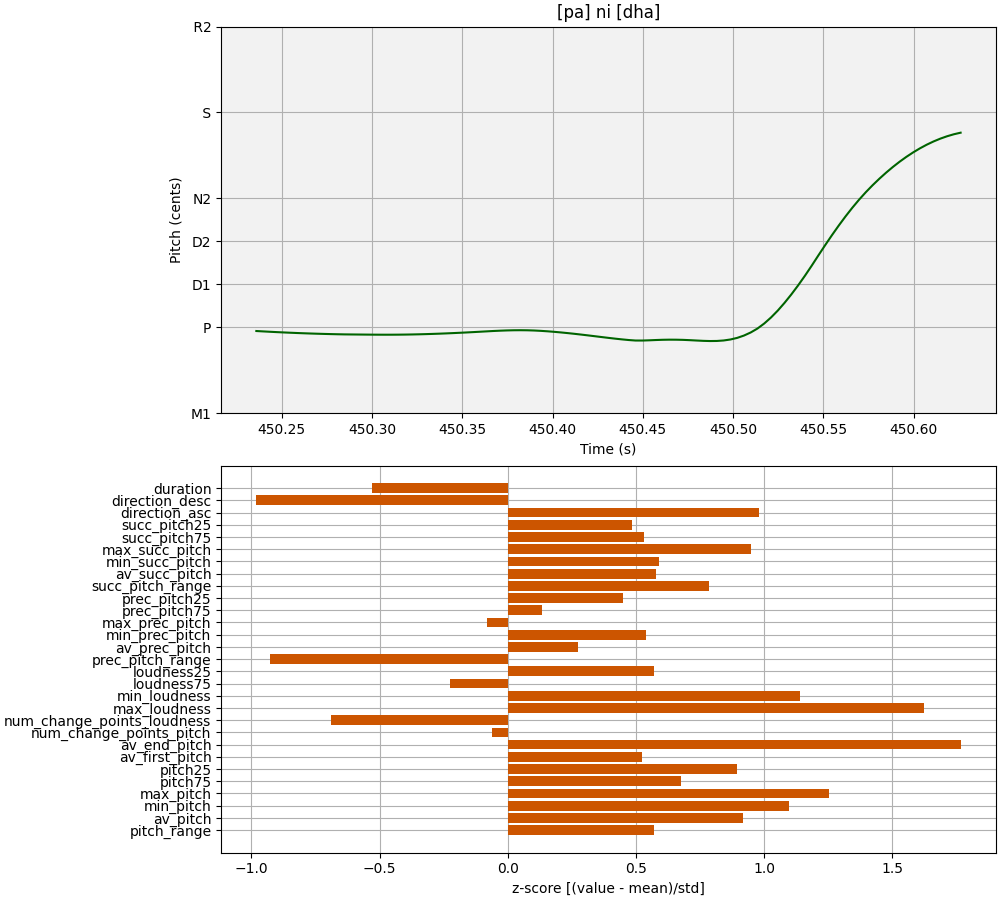 [pa] ni [dha]
R2
S
N2
D2
D1
P
M1
Pitch (cents)
450.25 450.30 450.35 450.40 450.45 450.50 450.55 450.60
Time (s)
duration
direction_desc
direction_asc
succ_pitch25
succ_pitch75
max_succ_pitch
min_succ_pitch
av_succ_pitch
succ_pitch_range
prec_pitch25
prec_pitch75
max_prec_pitch
min_prec_pitch
av_prec_pitch
prec_pitch_range
loudness25
loudness75
min_loudness
max_loudness
num_change_points_loudness
num_change_points_pitch
av_end_pitch
av_first_pitch
pitch25
pitch75
max_pitch
min_pitch
av_pitch
pitch_range
−1.0 −0.5 0.0 0.5 1.0 1.5
z-score [(value - mean)/std]